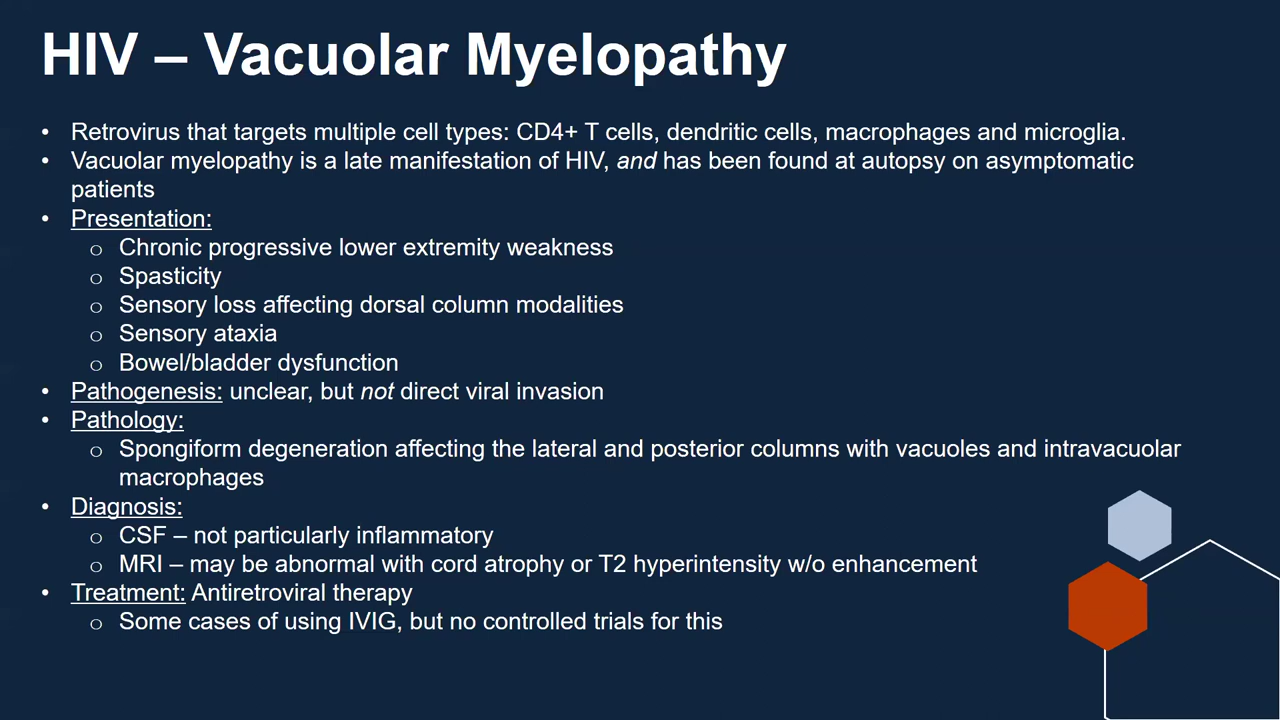 HIV – Vacuolar Myelopathy
• Retrovirus that targets multiple cell types: CD4+ T cells, dendritic cells, macrophages and microglia.
• Vacuolar myelopathy is a late manifestation of HIV, and has been found at autopsy on asymptomatic
patients
• Presentation:
o Chronic progressive lower extremity weakness
o Spasticity
o Sensory loss affecting dorsal column modalities
o Sensory ataxia
o Bowel/bladder dysfunction
• Pathogenesis: unclear, but not direct viral invasion
• Pathology:
o Spongiform degeneration affecting the lateral and posterior columns with vacuoles and intravacuolar
macrophages
• Diagnosis:
o CSF – not particularly inflammatory
o MRI – may be abnormal with cord atrophy or T2 hyperintensity w/o enhancement
• Treatment: Antiretroviral therapy
o Some cases of using IVIG, but no controlled trials for this